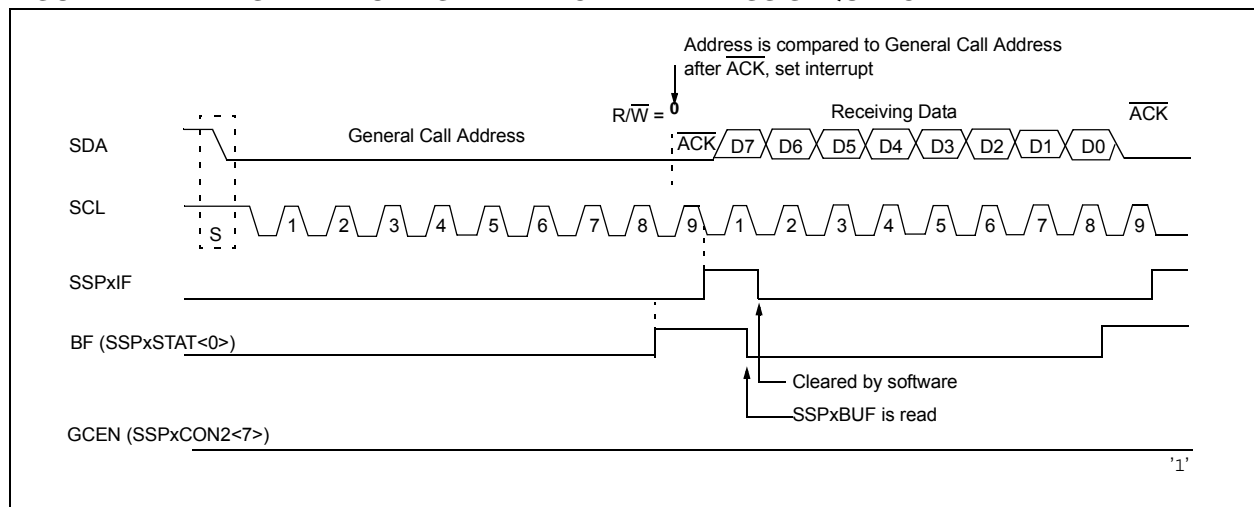 Address is compared to General Call Address
after ACK, set interrupt
R/W = 0
General Call Address
Receiving Data
ACK
SDA
ACK D7 D6 D5 D4 D3 D2 D1 D0
SCL
S
1 2 3 4 5 6 7 8 9 1 2 3 4 5 6 7 8 9
SSPxIF
BF (SSPxSTAT<0>)
Cleared by software
SSPxBUF is read
GCEN (SSPxCON2<7>)
'1'